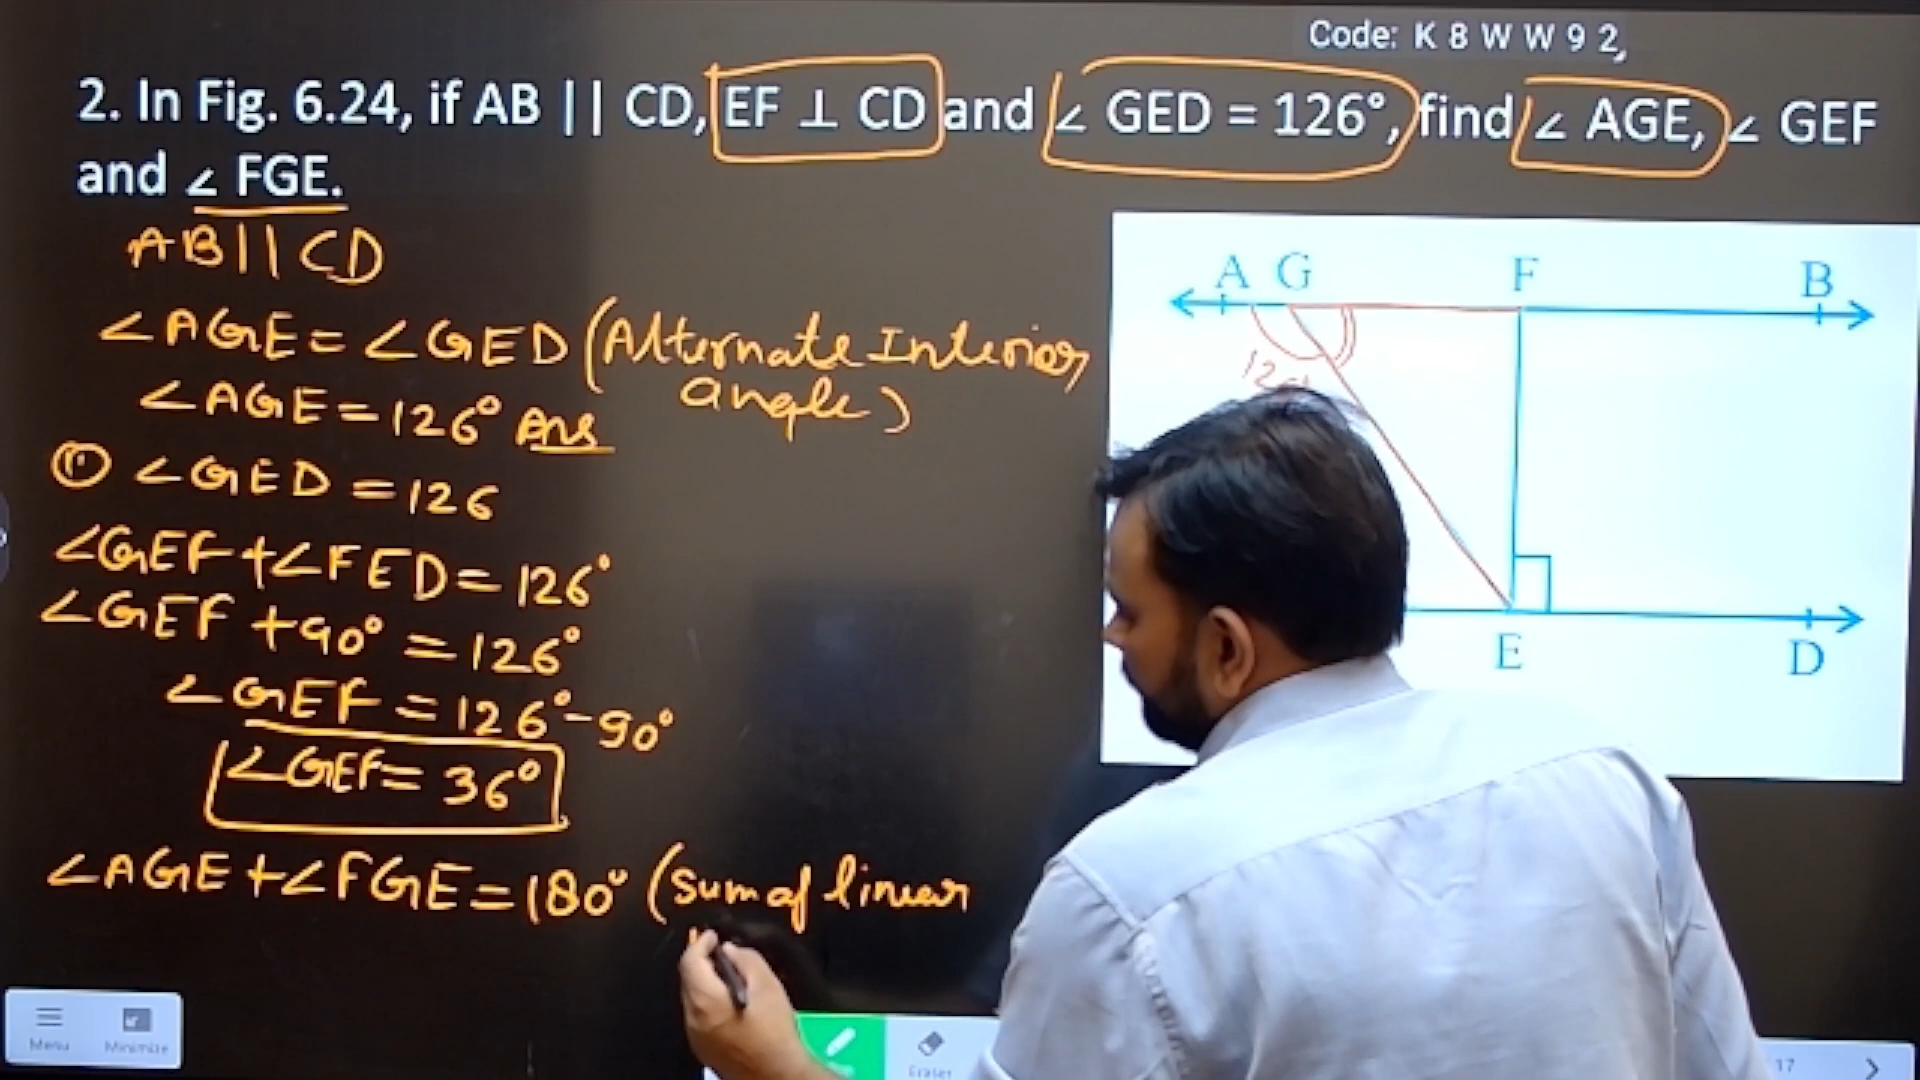 Code: K 8 W W 9 2,
2. In Fig. 6.24, if AB || CD, EF ⊥ CD and ∠ GED = 126°, find ∠ AGE, ∠ GEF
and ∠ FGE.
AB || CD
∠AGE = ∠GED (Alternate Interior
angle)
∠AGE = 126° Ans
∠GED = 126
∠GEF + ∠FED = 126°
∠GEF + 90° = 126°
∠GEF = 126° - 90°
∠GEF = 36°
∠AGE + ∠FGE = 180° (Sum of linear
A G F B
E D
Menu Minimize
Eraser
17